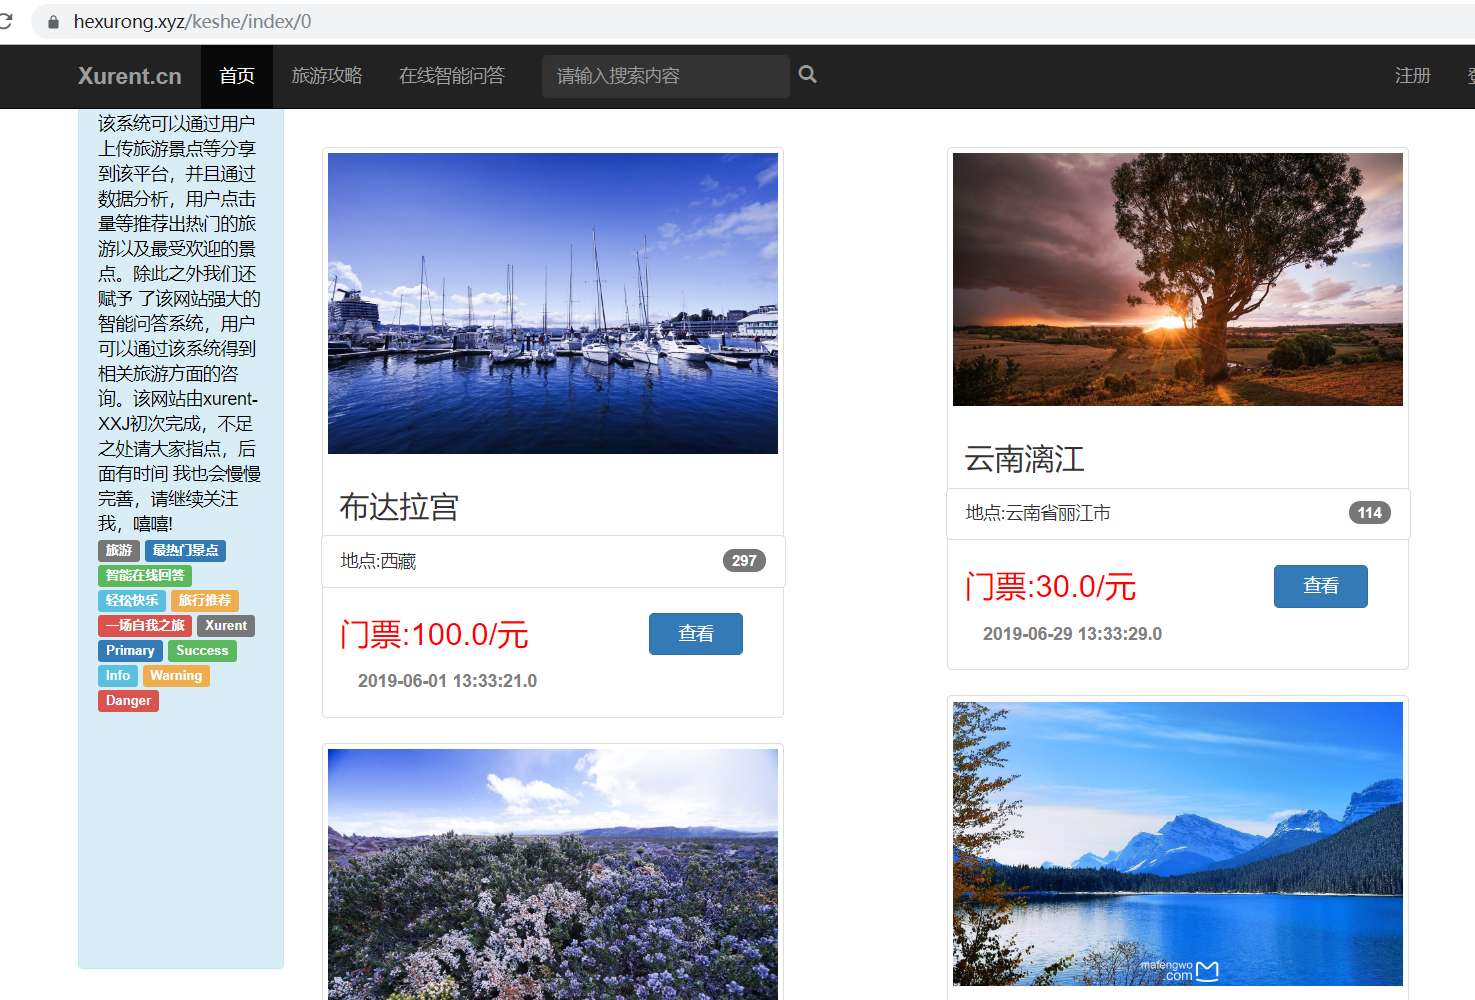 hexurong.xyz/keshe/index/0
Xurent.cn 首页 旅游攻略 在线智能问答 请输入搜索内容 注册
该系统可以通过用户
上传旅游景点等分享
到该平台，并且通过
数据分析，用户点击
量等推荐出热门的旅
游以及最受欢迎的景
点。除此之外我们还
赋予 了该网站强大的
智能问答系统，用户
可以通过该系统得到
相关旅游方面的咨
询。该网站由xurent-
XXJ初次完成，不足
之处请大家指点，后
面有时间 我也会慢慢
完善，请继续关注
我，嘻嘻!
旅游 最热门景点
智能在线回答
轻松快乐 旅行推荐
一场自我之旅 Xurent
Primary Success
Info Warning
Danger
布达拉宫
地点:西藏 297
门票:100.0/元 查看
2019-06-01 13:33:21.0
云南漓江
地点:云南省丽江市 114
门票:30.0/元 查看
2019-06-29 13:33:29.0
mafengwo
.com